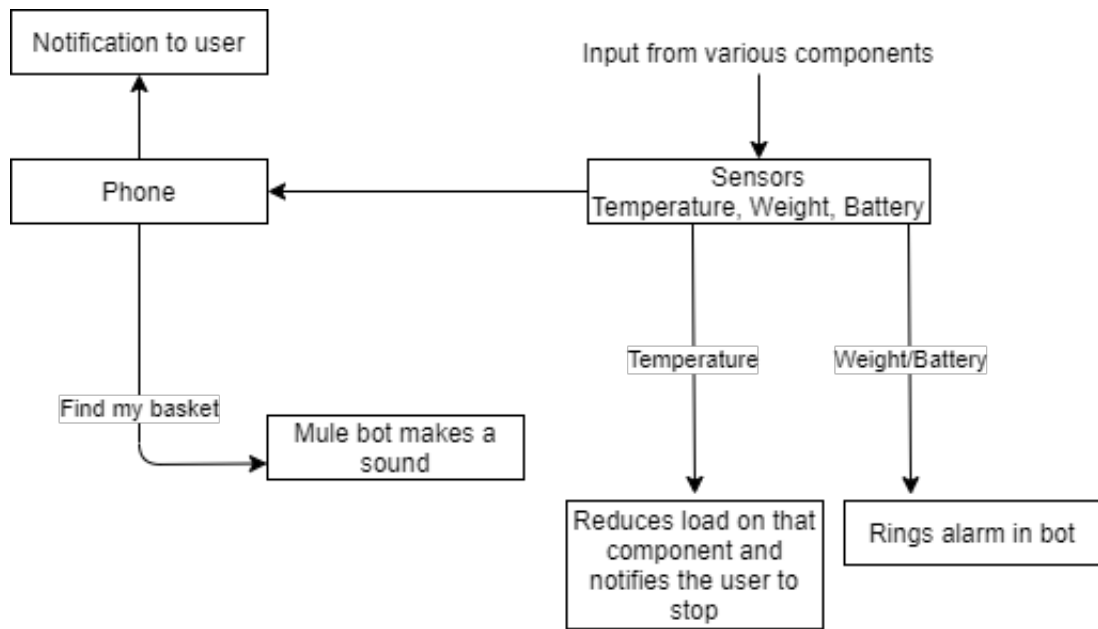 Notification to user
Input from various components
Phone
Sensors
Temperature, Weight, Battery
Temperature
Weight/Battery
Find my basket
Mule bot makes a
sound
Reduces load on that
component and
notifies the user to
stop
Rings alarm in bot